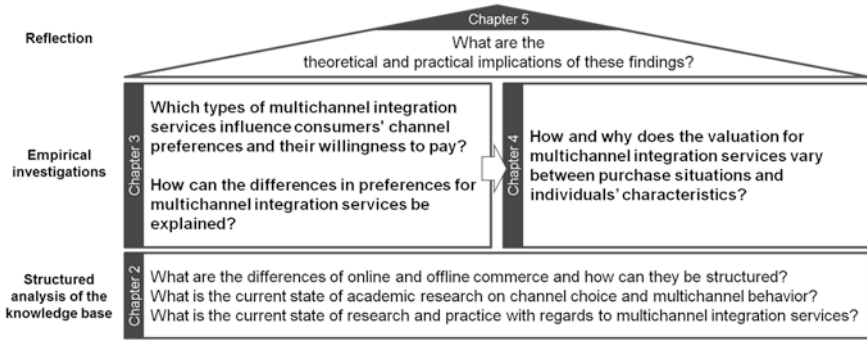 Chapter 5
Reflection
What are the
theoretical and practical implications of these findings?
Empirical
investigations
Chapter 3
Which types of multichannel integration
services influence consumers' channel
preferences and their willingness to pay?
How can the differences in preferences for
multichannel integration services be
explained?
Chapter 4
How and why does the valuation for
multichannel integration services vary
between purchase situations and
individuals' characteristics?
Structured
analysis of the
knowledge base
Chapter 2
What are the differences of online and offline commerce and how can they be structured?
What is the current state of academic research on channel choice and multichannel behavior?
What is the current state of research and practice with regards to multichannel integration services?